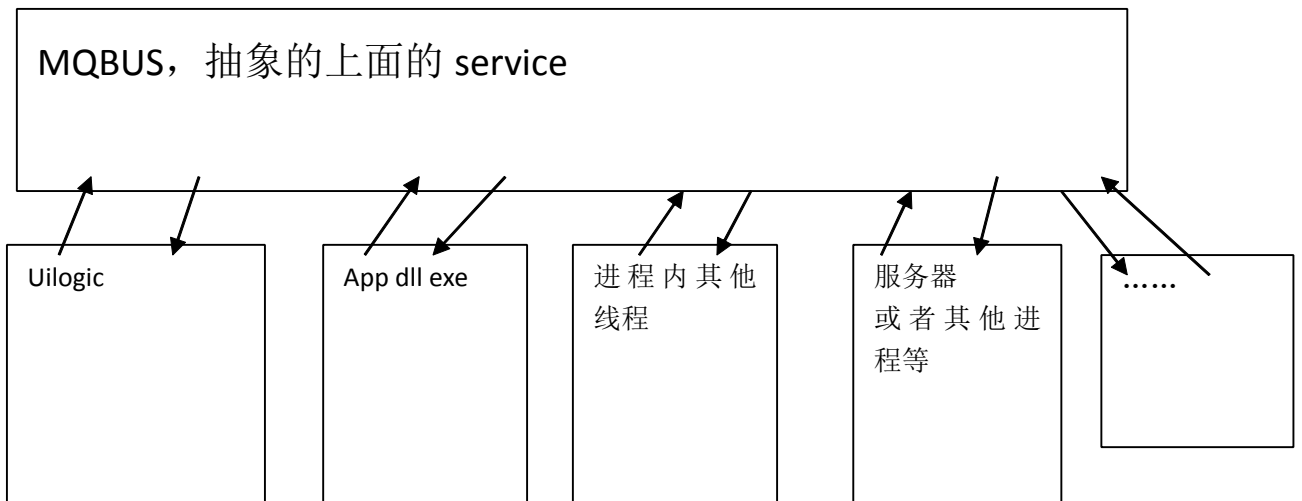 MQBUS，抽象的上面的 service
Uilogic
App dll exe
进程内其他
线程
服务器
或者其他进
程等
……